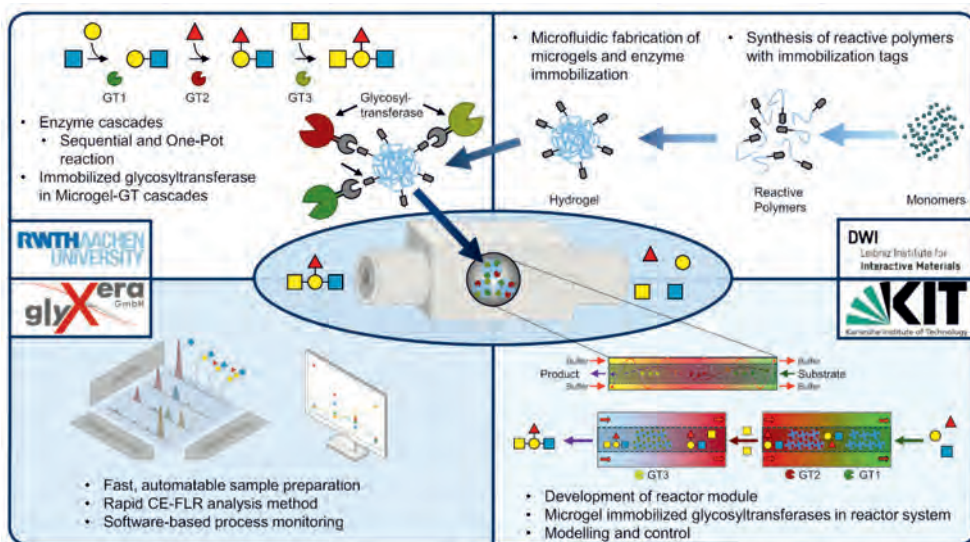 GT1
GT2
GT3
Glycosyl-
transferase
• Enzyme cascades
• Sequential and One-Pot
reaction
• Immobilized glycosyltransferase
in Microgel-GT cascades
• Microfluidic fabrication of
microgels and enzyme
immobilization
• Synthesis of reactive polymers
with immobilization tags
Hydrogel
Reactive
Polymers
Monomers
RWTH AACHEN
UNIVERSITY
glyXera
GmbH
DWI
Leibniz Institute for
Interactive Materials
KIT
Karlsruhe Institute of Technology
• Fast, automatable sample preparation
• Rapid CE-FLR analysis method
• Software-based process monitoring
Buffer
Buffer
Product
Substrate
Buffer
Buffer
GT3
GT2
GT1
• Development of reactor module
• Microgel immobilized glycosyltransferases in reactor system
• Modelling and control